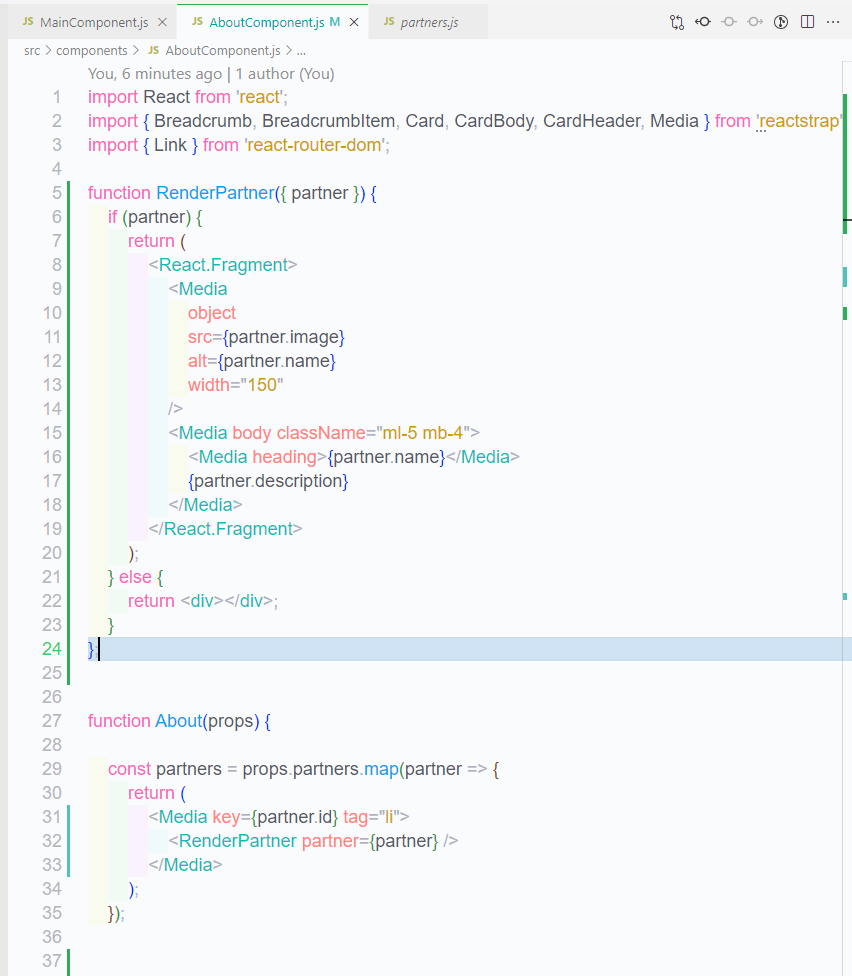 JS MainComponent.js × JS AboutComponent.js M × JS partners.js
src > components > JS AboutComponent.js > ...
You, 6 minutes ago | 1 author (You)
1 import React from 'react';
2 import { Breadcrumb, BreadcrumbItem, Card, CardBody, CardHeader, Media } from 'reactstrap'
3 import { Link } from 'react-router-dom';
4
5 function RenderPartner({ partner }) {
6 if (partner) {
7 return (
8 <React.Fragment>
9 <Media
10 object
11 src={partner.image}
12 alt={partner.name}
13 width="150"
14 />
15 <Media body className="ml-5 mb-4">
16 <Media heading>{partner.name}</Media>
17 {partner.description}
18 </Media>
19 </React.Fragment>
20 );
21 } else {
22 return <div></div>;
23 }
24 };
25
26
27 function About(props) {
28
29 const partners = props.partners.map(partner => {
30 return (
31 <Media key={partner.id} tag="li">
32 <RenderPartner partner={partner} />
33 </Media>
34 );
35 });
36
37